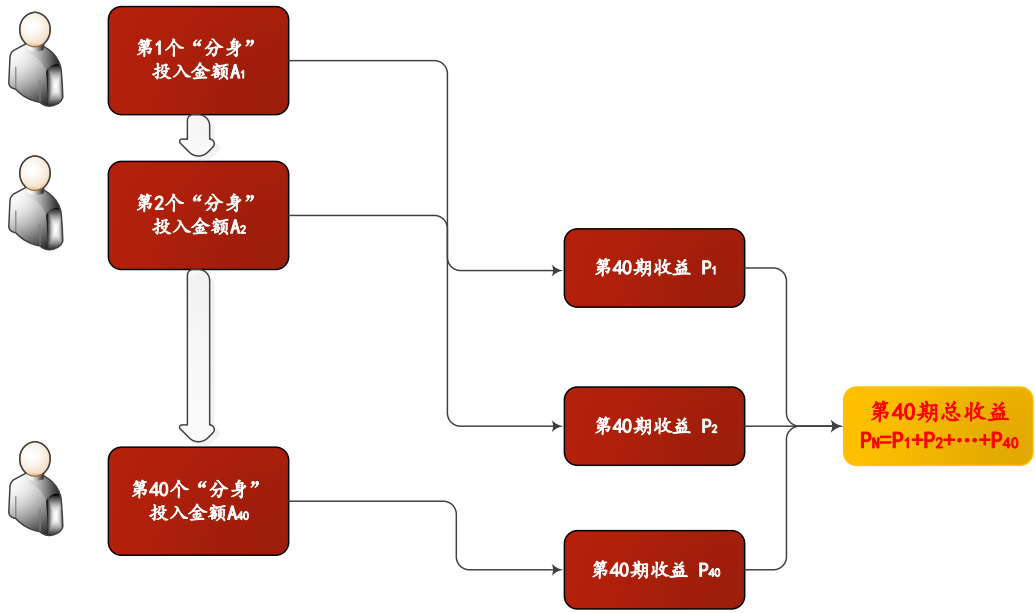 第1个“分身”
投入金额A₁
第2个“分身”
投入金额A₂
第40个“分身”
投入金额A₄₀
第40期收益 P₁
第40期收益 P₂
第40期收益 P₄₀
第40期总收益
P_N=P₁+P₂+···+P₄₀